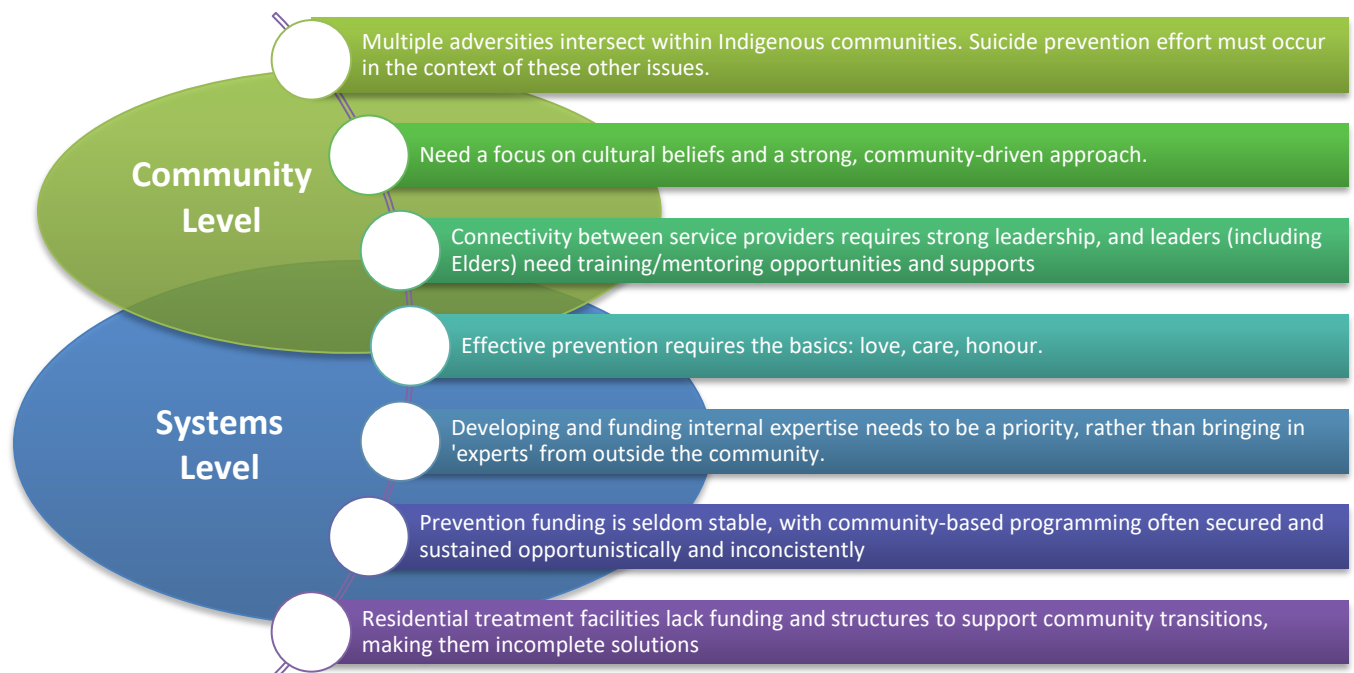 Multiple adversities intersect within Indigenous communities. Suicide prevention effort must occur
in the context of these other issues.
Community
Level
Need a focus on cultural beliefs and a strong, community-driven approach.
Connectivity between service providers requires strong leadership, and leaders (including
Elders) need training/mentoring opportunities and supports
Effective prevention requires the basics: love, care, honour.
Systems
Level
Developing and funding internal expertise needs to be a priority, rather than bringing in
'experts' from outside the community.
Prevention funding is seldom stable, with community-based programming often secured and
sustained opportunistically and inconcistently
Residential treatment facilities lack funding and structures to support community transitions,
making them incomplete solutions